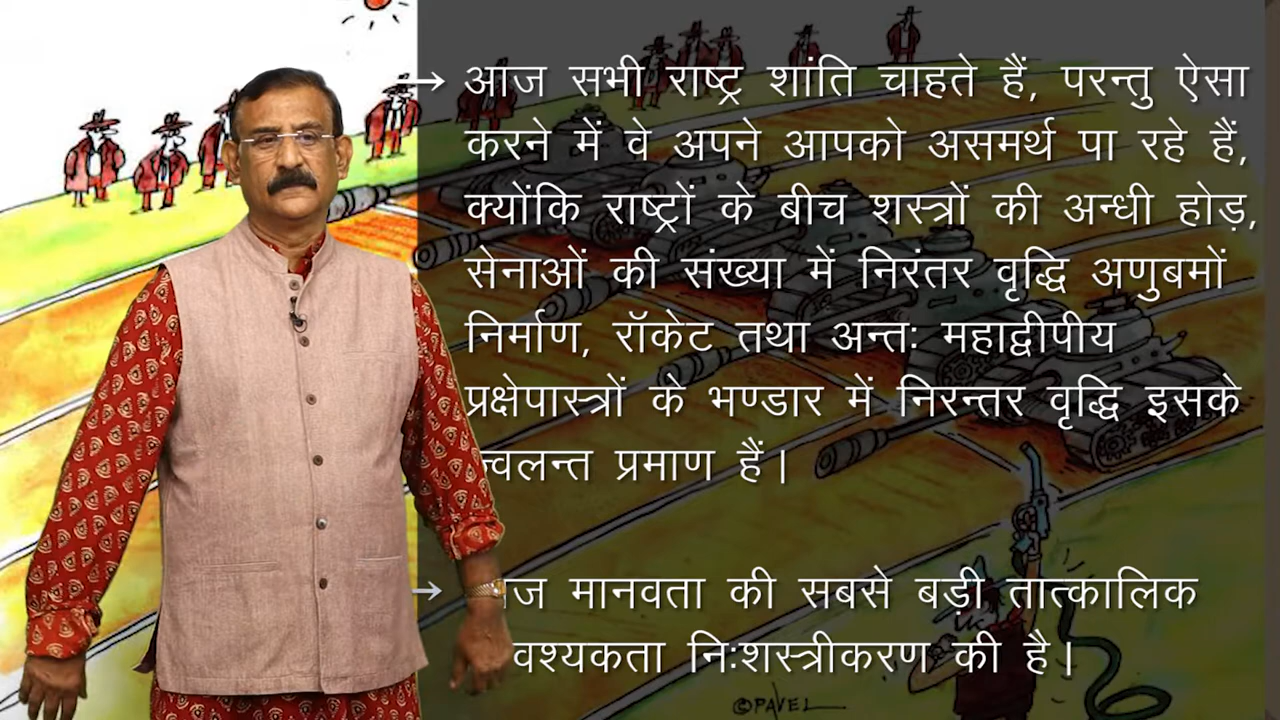 → आज सभी राष्ट्र शांति चाहते हैं, परन्तु ऐसा
करने में वे अपने आपको असमर्थ पा रहे हैं,
क्योंकि राष्ट्रों के बीच शस्त्रों की अन्धी होड़,
सेनाओं की संख्या में निरंतर वृद्धि अणुबमों
निर्माण, रॉकेट तथा अन्तः महाद्वीपीय
प्रक्षेपास्त्रों के भण्डार में निरन्तर वृद्धि इसके
प्रमाण हैं।
→ मानवता की सबसे बड़ी तात्कालिक
निःशस्त्रीकरण की है।
©PAVEL